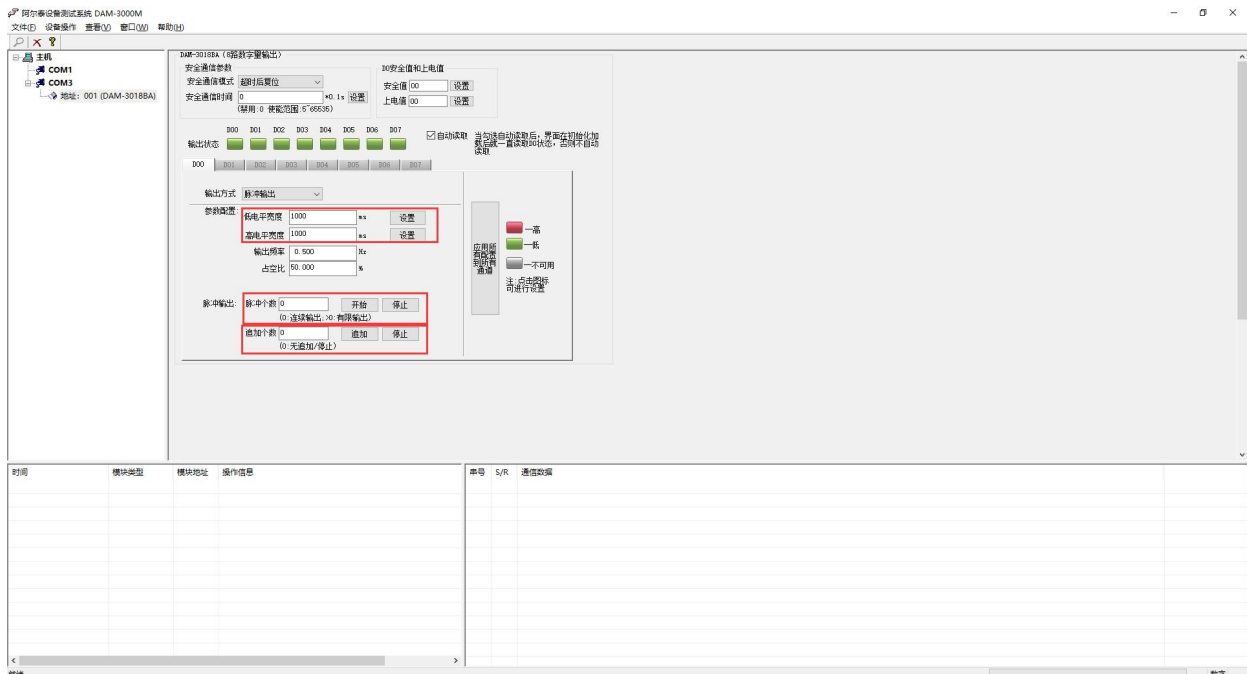 阿尔泰设备测试系统 DAM-3000M
文件(F) 设备操作 查看(V) 窗口(W) 帮助(H)
主机
COM1
COM3
地址：001 (DAM-3018BA)
DAM-3018BA (8路数字量输出)
安全通信参数
安全通信模式 超时后复位
安全通信时间 0 *0.1s 设置
(禁用:0 使能范围:5~65535)
DO安全值和上电值
安全值 00 设置
上电值 00 设置
DO0 DO1 DO2 DO3 DO4 DO5 DO6 DO7
输出状态
自动读取
当勾选自动读取后，界面在初始化加
载后就一直读取DO状态，否则不自动
读取
DO0 DO1 DO2 DO3 DO4 DO5 DO6 DO7
输出方式 脉冲输出
参数配置:
低电平宽度 1000 ms 设置
高电平宽度 1000 ms 设置
输出频率 0.500 Hz
占空比 50.000 %
脉冲输出:
脉冲个数 0 开始 停止
(0:连续输出;>0:有限输出)
追加个数 0 追加 停止
(0:无追加/停止)
应用所
有配置
到所有
通道
—高
—低
—不可用
注:点击图标
可进行设置
时间 模块类型 模块地址 操作信息
串号 S/R 通信数据
就绪
数字